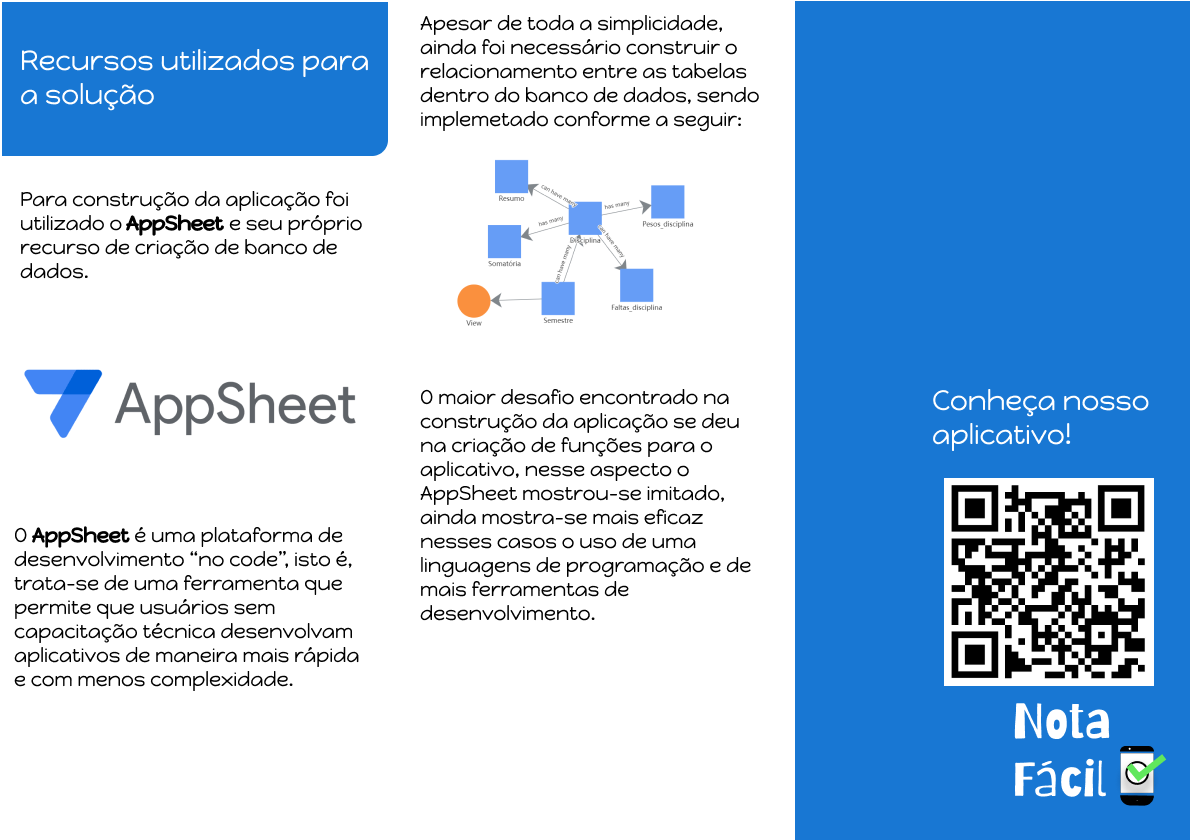 Recursos utilizados para
a solução
Para construção da aplicação foi
utilizado o AppSheet e seu próprio
recurso de criação de banco de
dados.
AppSheet
O AppSheet é uma plataforma de
desenvolvimento “no code”, isto é,
trata-se de uma ferramenta que
permite que usuários sem
capacitação técnica desenvolvam
aplicativos de maneira mais rápida
e com menos complexidade.
Apesar de toda a simplicidade,
ainda foi necessário construir o
relacionamento entre as tabelas
dentro do banco de dados, sendo
implemetado conforme a seguir:
Resumo
can have many
has many
Pesos_disciplina
Disciplina
has many
Somatória
can have many
can have many
Faltas_disciplina
View
Semestre
O maior desafio encontrado na
construção da aplicação se deu
na criação de funções para o
aplicativo, nesse aspecto o
AppSheet mostrou-se imitado,
ainda mostra-se mais eficaz
nesses casos o uso de uma
linguagens de programação e de
mais ferramentas de
desenvolvimento.
Conheça nosso
aplicativo!
Nota
Fácil